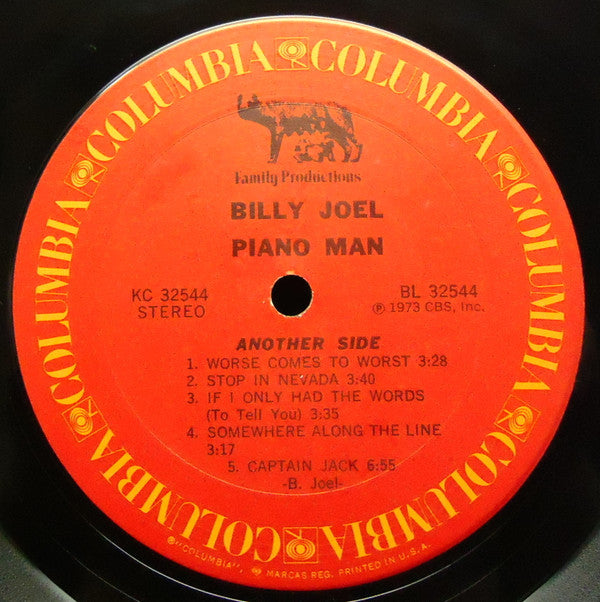 COLUMBIA COLUMBIA COLUMBIA COLUMBIA COLUMBIA COLUMBIA
Family Productions
BILLY JOEL
PIANO MAN
KC 32544
STEREO
BL 32544
℗ 1973 CBS, Inc.
ANOTHER SIDE
1. WORSE COMES TO WORST 3:28
2. STOP IN NEVADA 3:40
3. IF I ONLY HAD THE WORDS
(To Tell You) 3:35
4. SOMEWHERE ALONG THE LINE
3:17
5. CAPTAIN JACK 6:55
-B. Joel-
"COLUMBIA", MARCAS REG. PRINTED IN U.S.A.